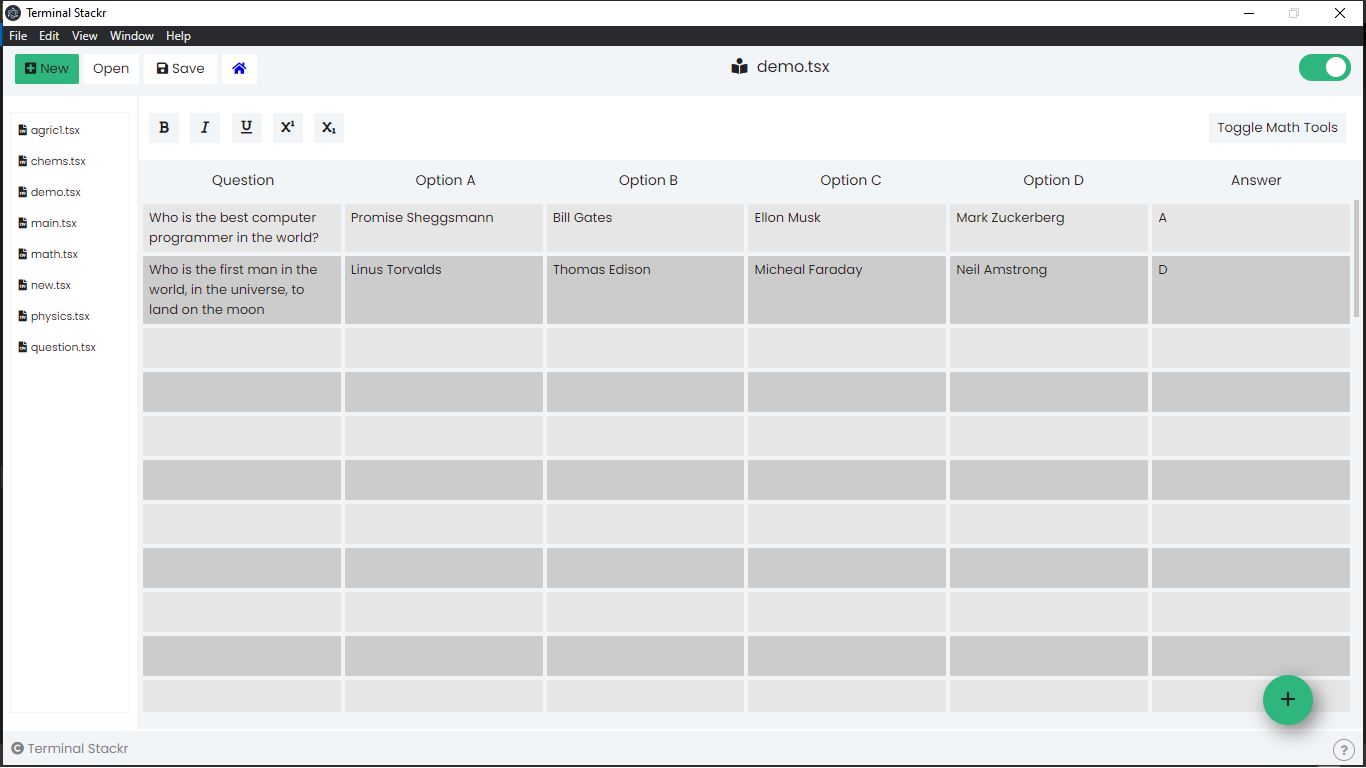 Terminal Stackr
File Edit View Window Help
New Open Save
demo.tsx
agric1.tsx
chems.tsx
demo.tsx
main.tsx
math.tsx
new.tsx
physics.tsx
question.tsx
B I U X¹ X₁
Toggle Math Tools
Question Option A Option B Option C Option D Answer
Who is the best computer
programmer in the world?
Promise Sheggsmann
Bill Gates
Ellon Musk
Mark Zuckerberg
A
Who is the first man in the
world, in the universe, to
land on the moon
Linus Torvalds
Thomas Edison
Micheal Faraday
Neil Amstrong
D
+
C Terminal Stackr
?